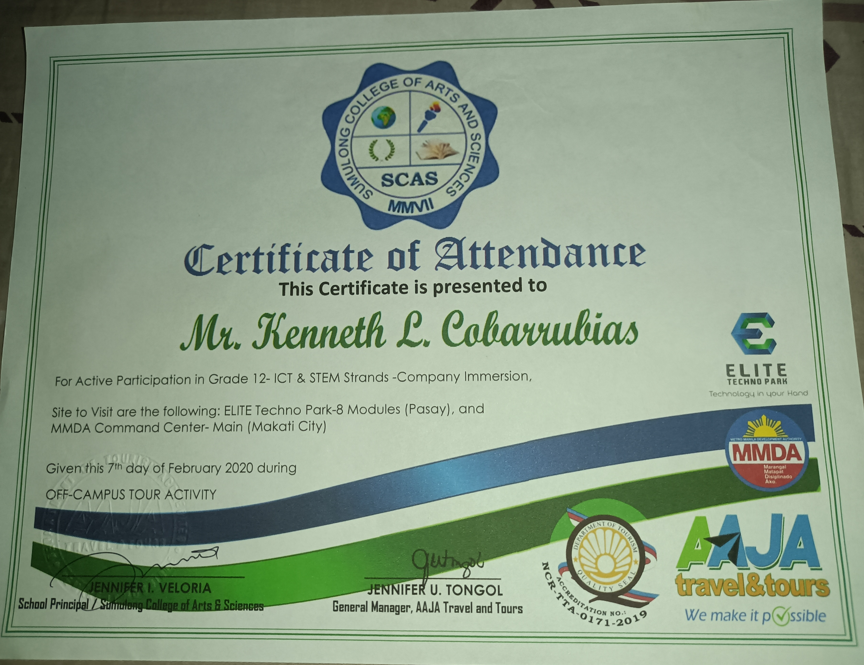 SUMULONG COLLEGE OF ARTS AND SCIENCES
SCAS
MMVII
Certificate of Attendance
This Certificate is presented to
Mr. Kenneth L. Cobarrubias
For Active Participation in Grade 12- ICT & STEM Strands -Company Immersion,
Site to Visit are the following: ELITE Techno Park-8 Modules (Pasay), and
MMDA Command Center- Main (Makati City)
Given this 7th day of February 2020 during
OFF-CAMPUS TOUR ACTIVITY
ELITE
TECHNO PARK
Technology in your Hand
METRO MANILA DEVELOPMENT AUTHORITY
MMDA
Marangal
Matapat
Disiplinado
Ako
JENNIFER I. VELORIA
School Principal / Sumulong College of Arts & Sciences
JENNIFER U. TONGOL
General Manager, AAJA Travel and Tours
DEPARTMENT OF TOURISM
QUALITY SEAL
ACCREDITATION NO.:
NCR-TTA-0171-2019
AAJA
travel&tours
We make it possible